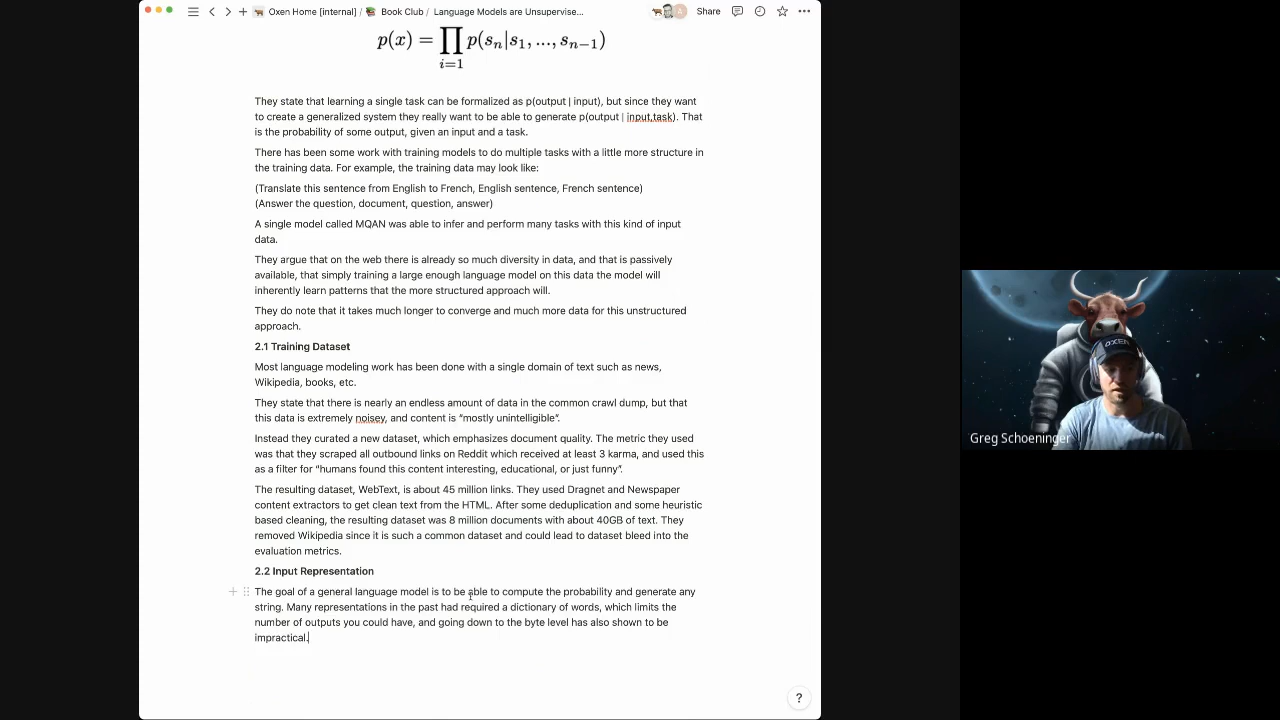 Oxen Home [internal] / Book Club / Language Models are Unsupervise... Share
p(x) = ∏ p(sn|s1, ..., sn−1)
i=1
They state that learning a single task can be formalized as p(output | input), but since they want
to create a generalized system they really want to be able to generate p(output | input,task). That
is the probability of some output, given an input and a task.
There has been some work with training models to do multiple tasks with a little more structure in
the training data. For example, the training data may look like:
(Translate this sentence from English to French, English sentence, French sentence)
(Answer the question, document, question, answer)
A single model called MQAN was able to infer and perform many tasks with this kind of input
data.
They argue that on the web there is already so much diversity in data, and that is passively
available, that simply training a large enough language model on this data the model will
inherently learn patterns that the more structured approach will.
They do note that it takes much longer to converge and much more data for this unstructured
approach.
2.1 Training Dataset
Most language modeling work has been done with a single domain of text such as news,
Wikipedia, books, etc.
They state that there is nearly an endless amount of data in the common crawl dump, but that
this data is extremely noisey, and content is “mostly unintelligible”.
Instead they curated a new dataset, which emphasizes document quality. The metric they used
was that they scraped all outbound links on Reddit which received at least 3 karma, and used this
as a filter for “humans found this content interesting, educational, or just funny”.
The resulting dataset, WebText, is about 45 million links. They used Dragnet and Newspaper
content extractors to get clean text from the HTML. After some deduplication and some heuristic
based cleaning, the resulting dataset was 8 million documents with about 40GB of text. They
removed Wikipedia since it is such a common dataset and could lead to dataset bleed into the
evaluation metrics.
2.2 Input Representation
The goal of a general language model is to be able to compute the probability and generate any
string. Many representations in the past had required a dictionary of words, which limits the
number of outputs you could have, and going down to the byte level has also shown to be
impractical.
?
OXEN
Greg Schoeninger